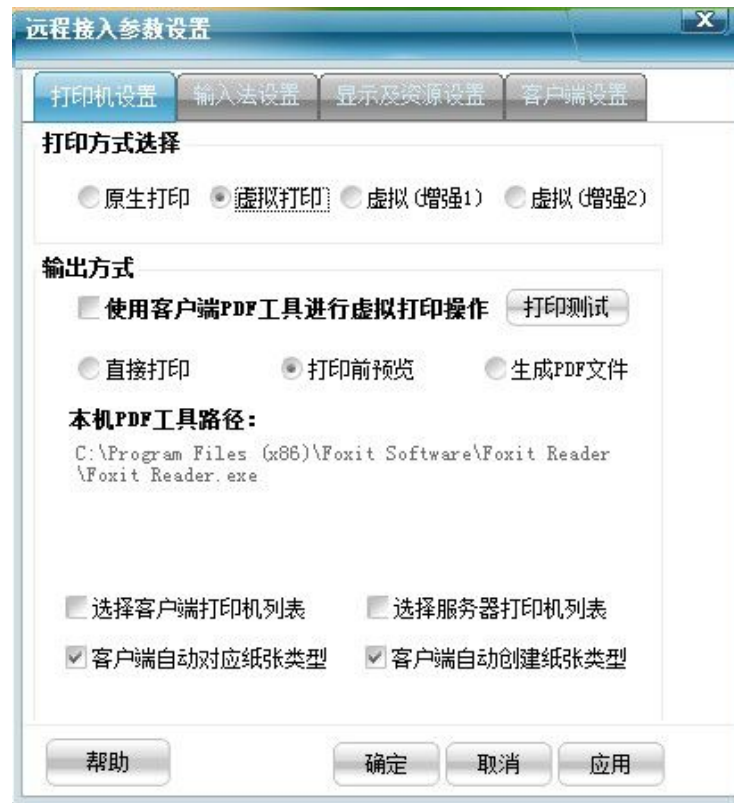 远程接入参数设置
X
打印机设置 输入法设置 显示及资源设置 客户端设置
打印方式选择
原生打印 虚拟打印 虚拟(增强1) 虚拟(增强2)
输出方式
使用客户端PDF工具进行虚拟打印操作 打印测试
直接打印 打印前预览 生成PDF文件
本机PDF工具路径：
C:\Program Files (x86)\Foxit Software\Foxit Reader
\Foxit Reader.exe
选择客户端打印机列表 选择服务器打印机列表
客户端自动对应纸张类型 客户端自动创建纸张类型
帮助 确定 取消 应用